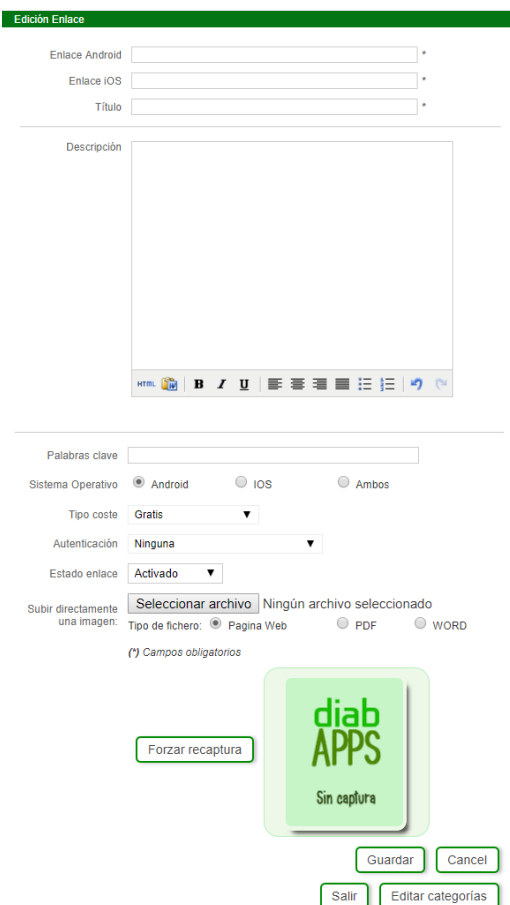 Edición Enlace
Enlace Android *
Enlace iOS *
Título *
Descripción
HTML B I U
Palabras clave
Sistema Operativo Android IOS Ambos
Tipo coste Gratis
Autenticación Ninguna
Estado enlace Activado
Subir directamente una imagen: Seleccionar archivo Ningún archivo seleccionado
Tipo de fichero: Pagina Web PDF WORD
(*) Campos obligatorios
diab
APPS
Forzar recaptura
Sin captura
Guardar Cancel
Salir Editar categorías